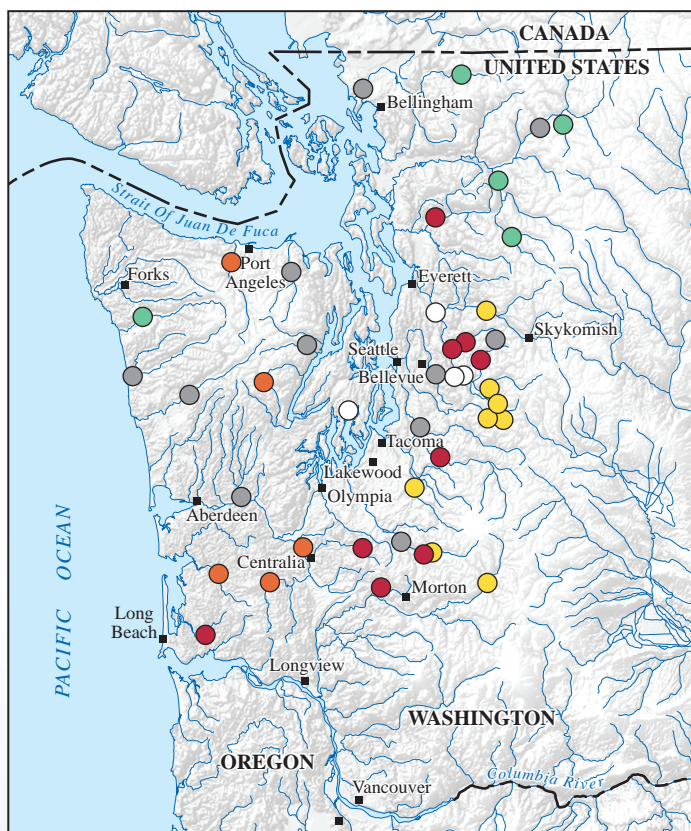 CANADA
UNITED STATES
Bellingham
Strait Of Juan De Fuca
Port
Angeles
Forks
Everett
Skykomish
Seattle
Bellevue
Tacoma
Lakewood
Olympia
Aberdeen
PACIFIC OCEAN
Centralia
Morton
Long
Beach
Longview
WASHINGTON
OREGON
Columbia River
Vancouver